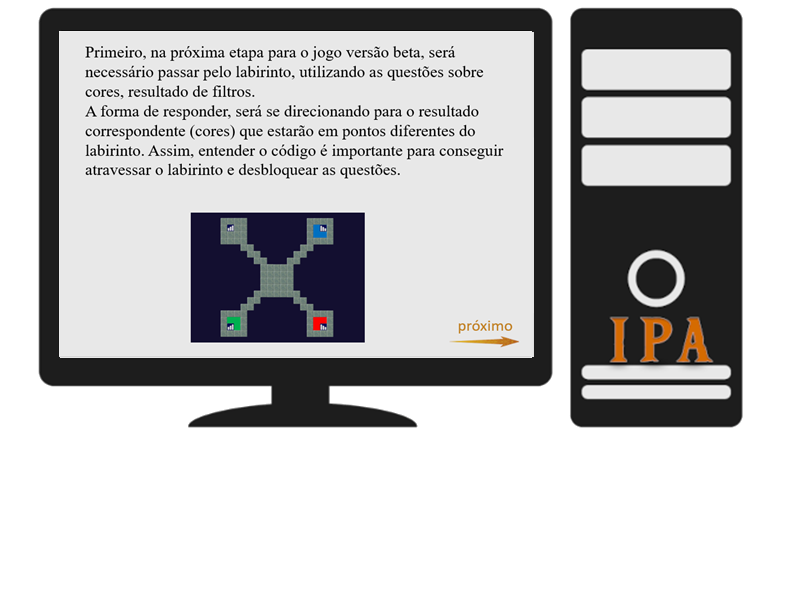 Primeiro, na próxima etapa para o jogo versão beta, será
necessário passar pelo labirinto, utilizando as questões sobre
cores, resultado de filtros.
A forma de responder, será se direcionando para o resultado
correspondente (cores) que estarão em pontos diferentes do
labirinto. Assim, entender o código é importante para conseguir
atravessar o labirinto e desbloquear as questões.
próximo
IPA